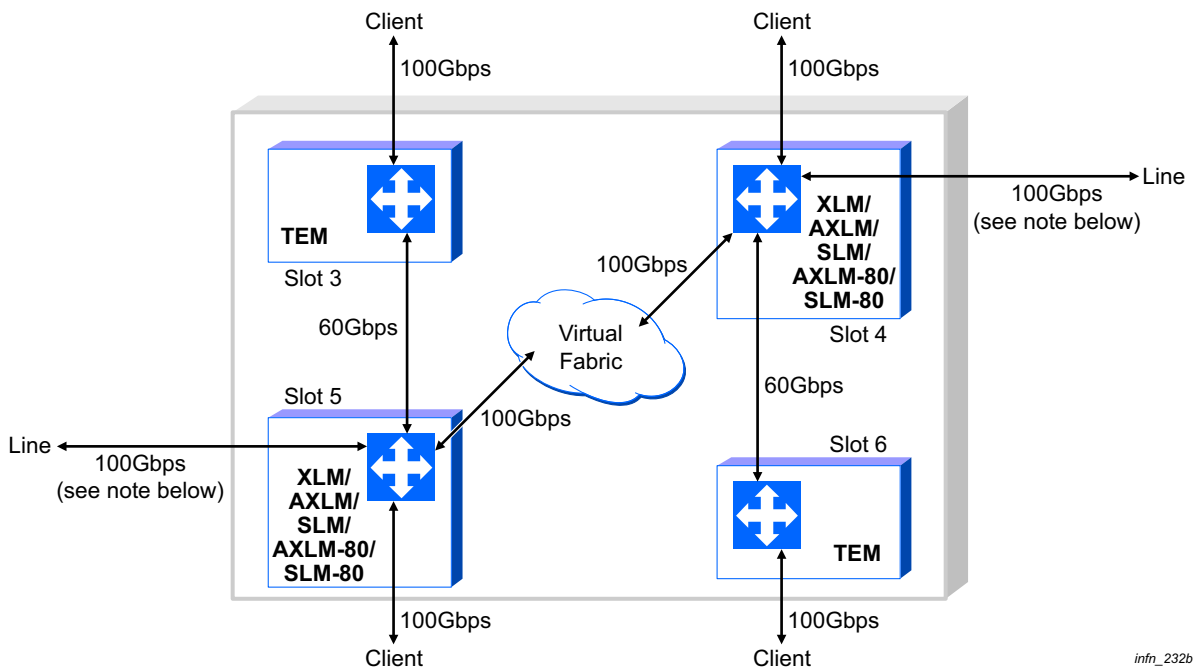 Client
Client
100Gbps
100Gbps
TEM
Slot 3
XLM/
AXLM/
SLM/
AXLM-80/
SLM-80
Slot 4
Line
100Gbps
(see note below)
100Gbps
60Gbps
Virtual
Fabric
60Gbps
Slot 5
100Gbps
Slot 6
Line
100Gbps
(see note below)
XLM/
AXLM/
SLM/
AXLM-80/
SLM-80
TEM
100Gbps
100Gbps
Client
Client
infn_232b